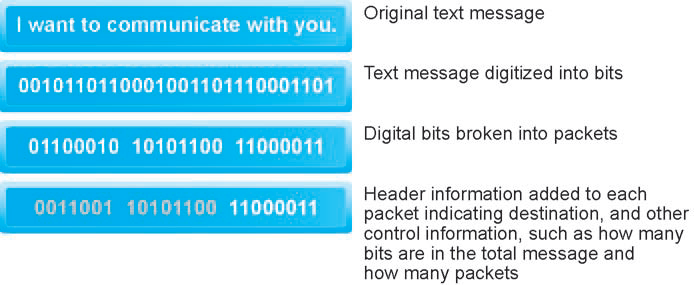 I want to communicate with you.
Original text message
001011011000100110111000​1101
Text message digitized into bits
01100010 10101100 11000011
Digital bits broken into packets
0011001 10101100 11000011
Header information added to each
packet indicating destination, and other
control information, such as how many
bits are in the total message and
how many packets